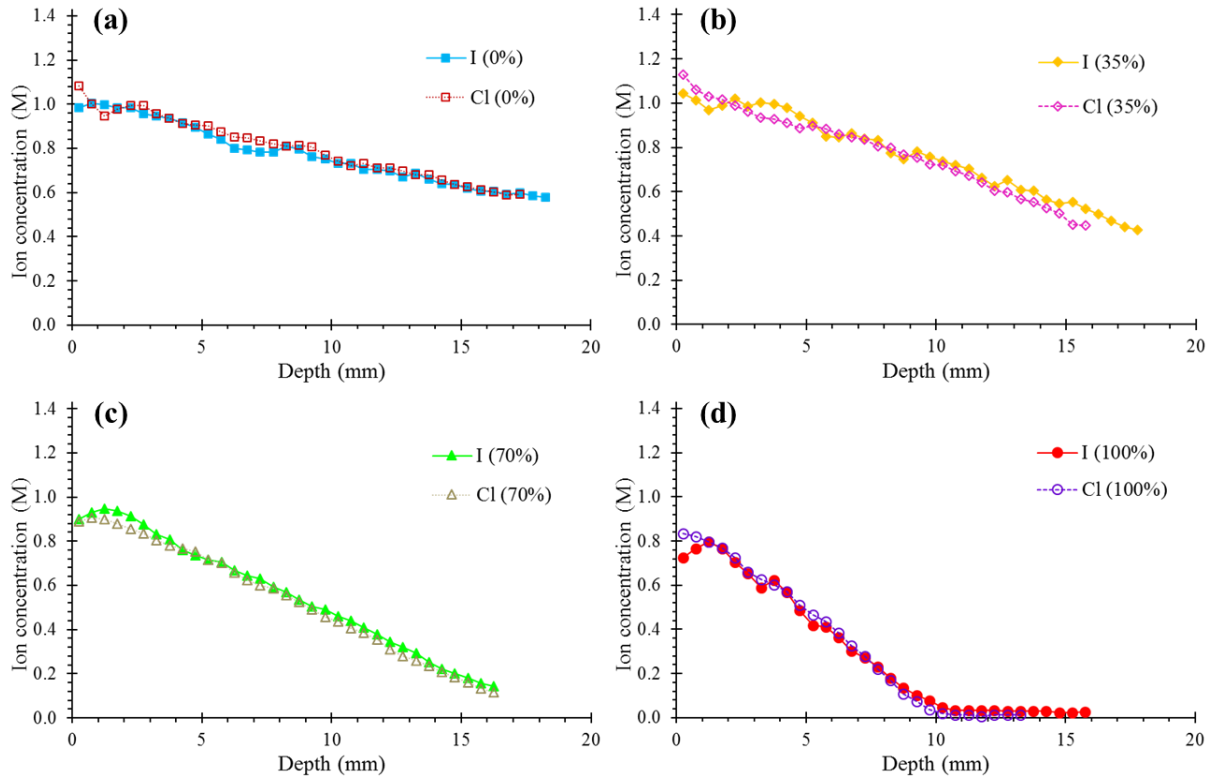 (a)
I (0%)
Cl (0%)
Ion concentration (M)
1.4
1.2
1.0
0.8
0.6
0.4
0.2
0.0
0 5 10 15 20
Depth (mm)
(b)
I (35%)
Cl (35%)
Ion concentration (M)
1.4
1.2
1.0
0.8
0.6
0.4
0.2
0.0
0 5 10 15 20
Depth (mm)
(c)
I (70%)
Cl (70%)
Ion concentration (M)
1.4
1.2
1.0
0.8
0.6
0.4
0.2
0.0
0 5 10 15 20
Depth (mm)
(d)
I (100%)
Cl (100%)
Ion concentration (M)
1.4
1.2
1.0
0.8
0.6
0.4
0.2
0.0
0 5 10 15 20
Depth (mm)